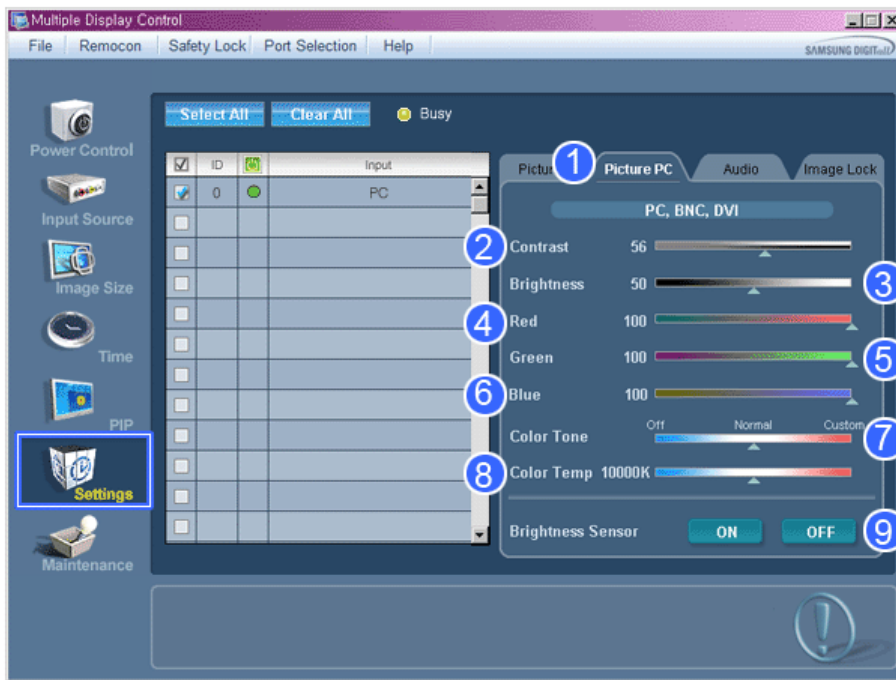 Multiple Display Control
File Remocon Safety Lock Port Selection Help
SAMSUNG DIGITall
Select All Clear All Busy
Power Control
Input Source
Image Size
Time
PIP
Settings
Maintenance
ID Input
0 PC
1 Picture PC Audio Image Lock
PC, BNC, DVI
2 Contrast 56
Brightness 50 3
4 Red 100
Green 100 5
6 Blue 100
Off Normal Custom
Color Tone 7
8 Color Temp 10000K
Brightness Sensor ON OFF 9